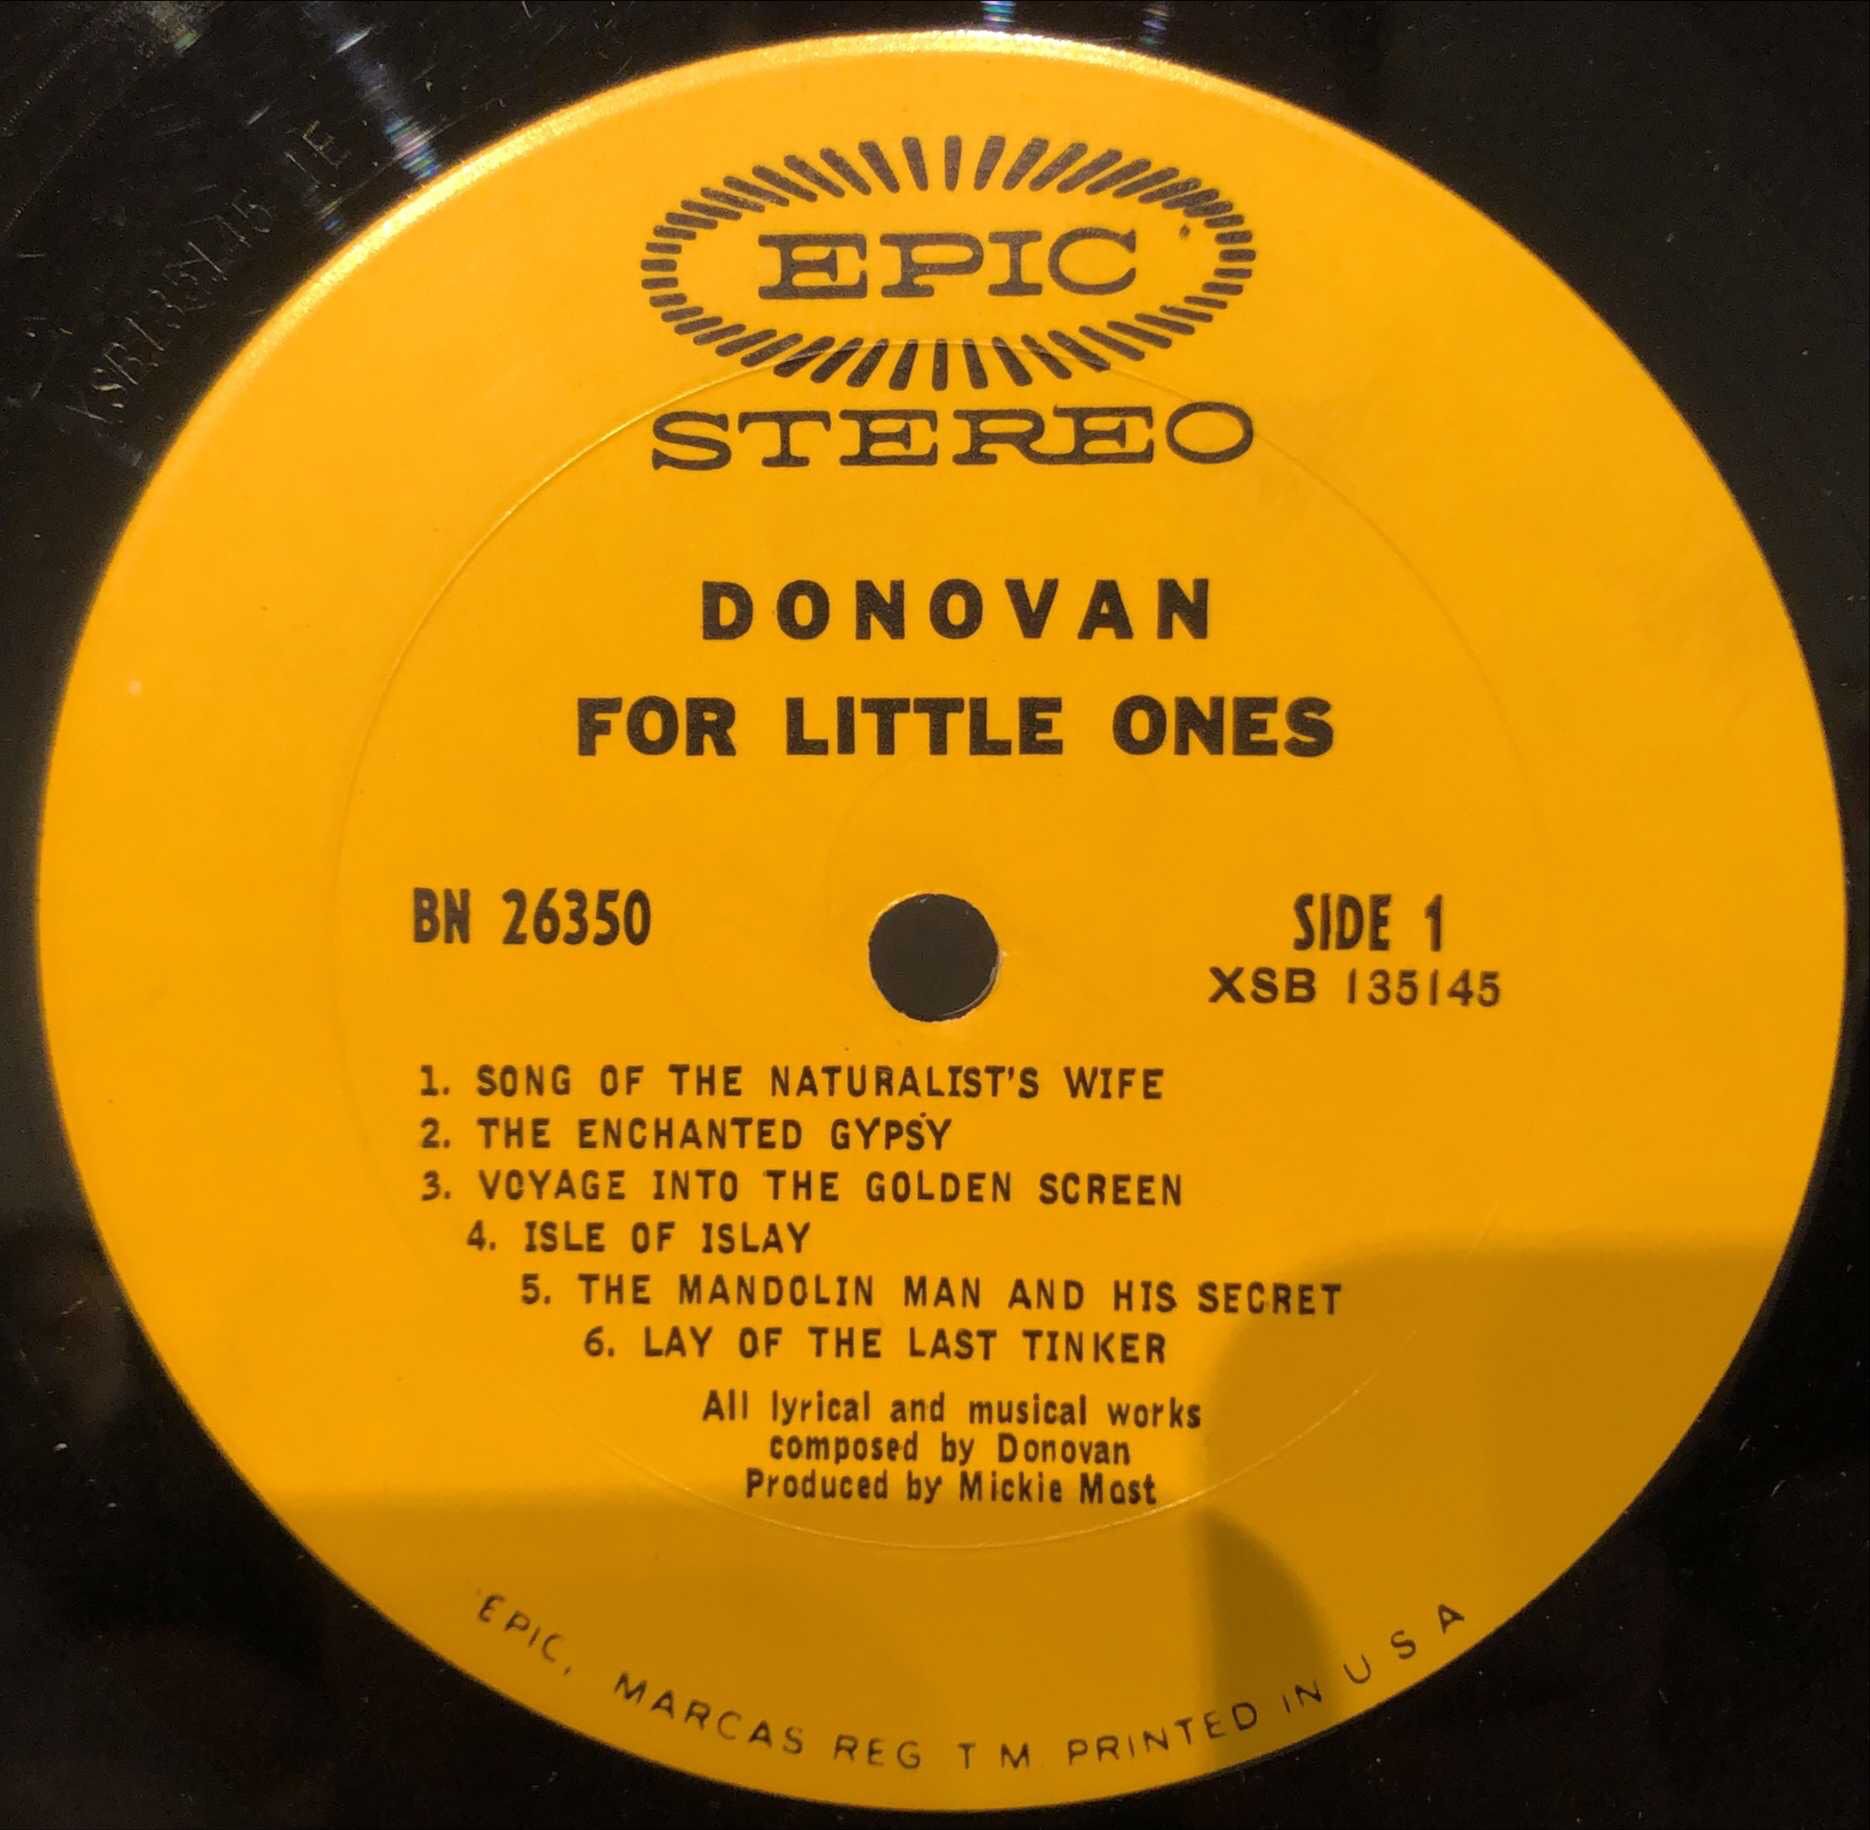 XSB135145 1E
EPIC
STEREO
DONOVAN
FOR LITTLE ONES
BN 26350
SIDE 1
XSB 135145
1. SONG OF THE NATURALIST'S WIFE
2. THE ENCHANTED GYPSY
3. VOYAGE INTO THE GOLDEN SCREEN
4. ISLE OF ISLAY
5. THE MANDOLIN MAN AND HIS SECRET
6. LAY OF THE LAST TINKER
All lyrical and musical works
composed by Donovan
Produced by Mickie Most
EPIC, MARCAS REG T M PRINTED IN U S A